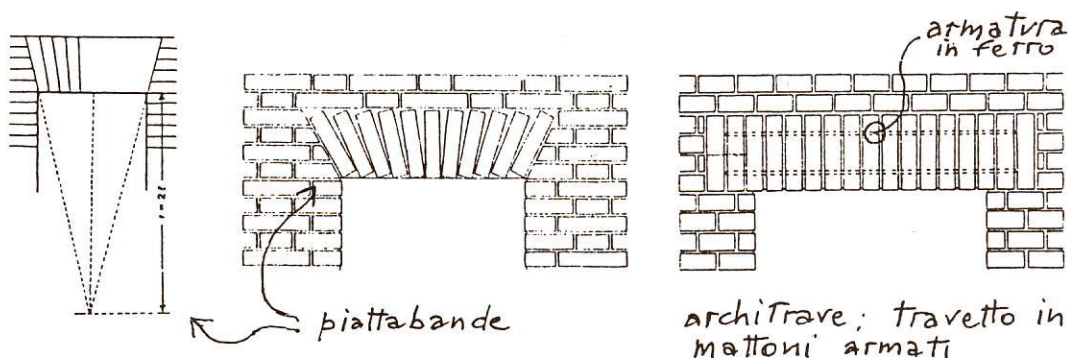 armatura
in ferro
piattabande
architrave; travetto in
mattoni armati